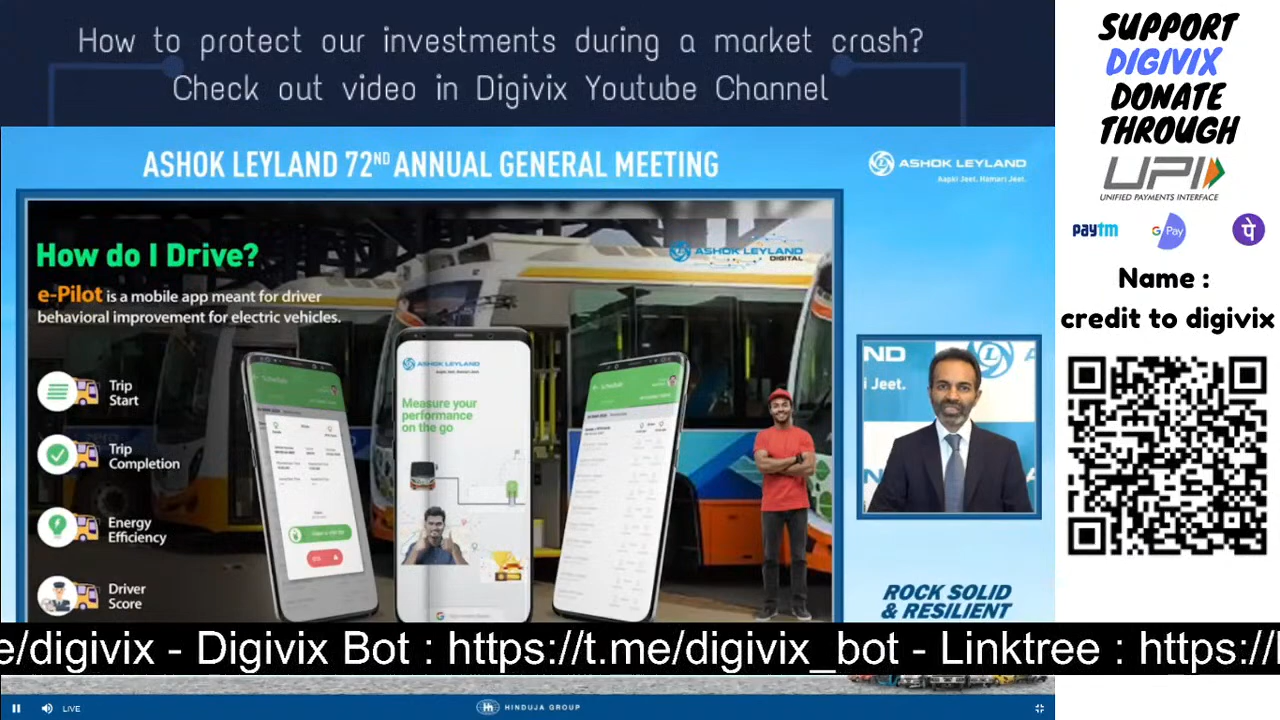 How to protect our investments during a market crash?
Check out video in Digivix Youtube Channel
ASHOK LEYLAND 72ND ANNUAL GENERAL MEETING
ASHOK LEYLAND
Aapki Jeet. Hamari Jeet.
How do I Drive?
e-Pilot is a mobile app meant for driver
behavioral improvement for electric vehicles.
ASHOK LEYLAND
DIGITAL
Trip
Start
Trip
Completion
Energy
Efficiency
Driver
Score
ASHOK LEYLAND
Measure your
performance
on the go
ND
i Jeet.
ROCK SOLID
& RESILIENT
e/digivix - Digivix Bot : https://t.me/digivix_bot - Linktree : https://
LIVE
HINDUJA GROUP
SUPPORT
DIGIVIX
DONATE
THROUGH
UPI
UNIFIED PAYMENTS INTERFACE
paytm
G Pay
पे
Name :
credit to digivix